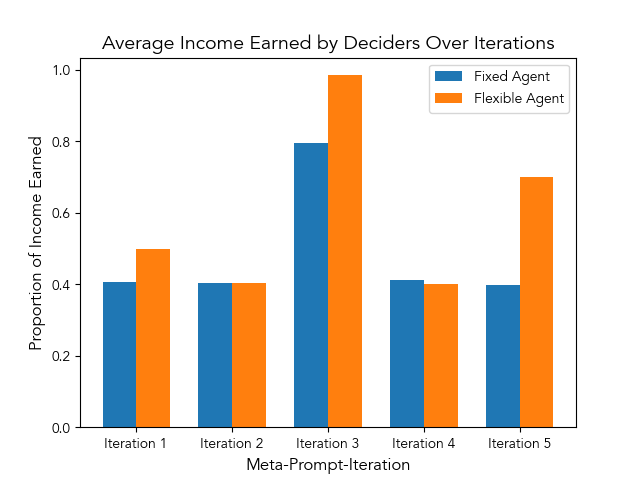 Average Income Earned by Deciders Over Iterations
Fixed Agent
Flexible Agent
Proportion of Income Earned
1.0
0.8
0.6
0.4
0.2
0.0
Iteration 1
Iteration 2
Iteration 3
Iteration 4
Iteration 5
Meta-Prompt-Iteration